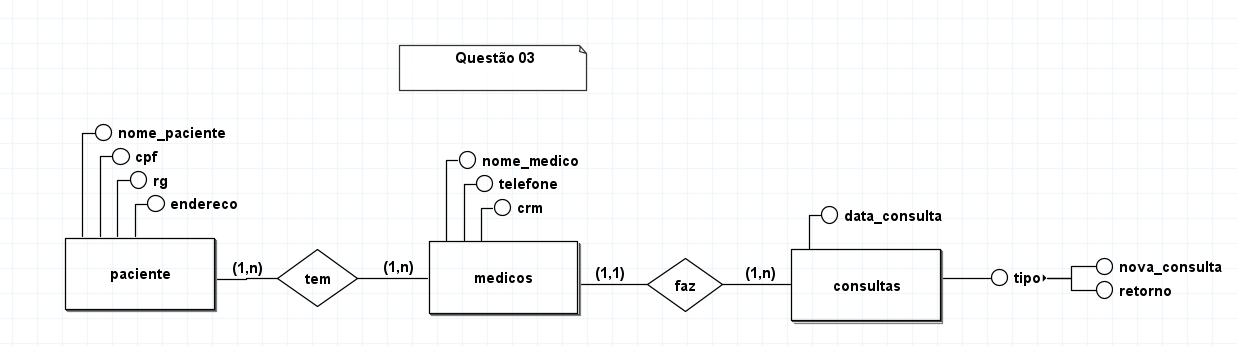 Questão 03
nome_paciente
cpf
rg
endereco
paciente
(1,n)
tem
(1,n)
nome_medico
telefone
crm
medicos
(1,1)
faz
(1,n)
data_consulta
consultas
tipo
nova_consulta
retorno